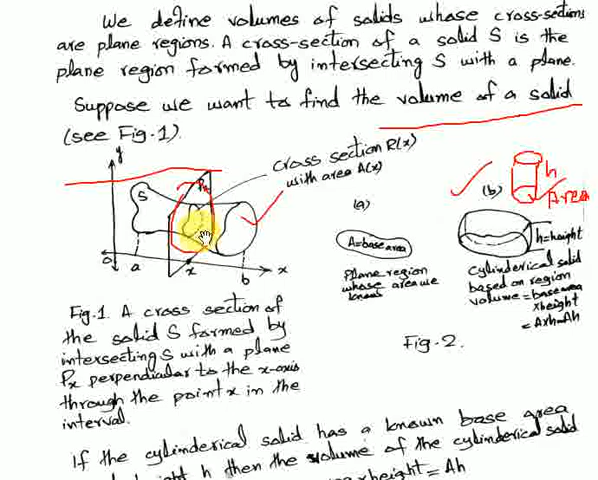 We define volumes of solids whose cross-sections
are plane regions. A cross-section of a solid S is the
plane region formed by intersecting S with a plane.
Suppose we want to find the volume of a solid
(see Fig.1).
y
S
Px
Cross section R(x)
with area A(x)
0
a
x
b
x
(a)
A=base area
Plane region
whose area we
known
(b)
h
Area
h=height
Cylinderical solid
based on region
volume=base area
xheight
=Axh=Ah
Fig-2.
Fig.1. A cross section of
the solid S formed by
intersecting S with a plane
Px perpendicular to the x-axis
through the point x in the
interval.
If the cylinderical solid has a known base area
height h then the volume of the cylinderical solid
xheight = Ah